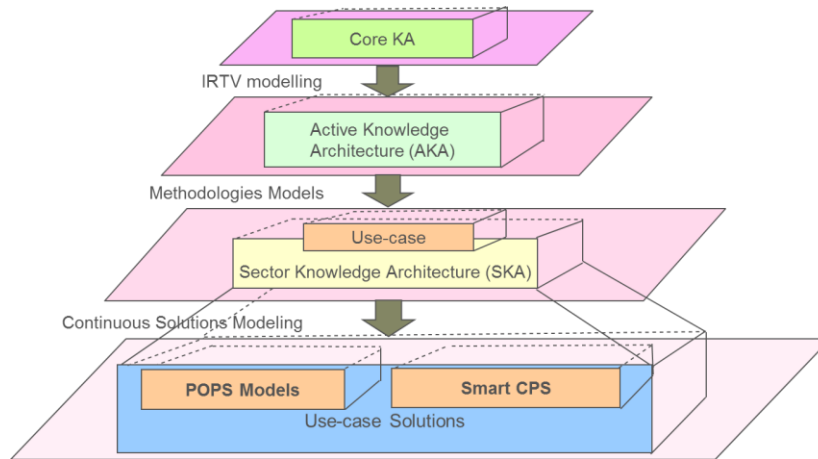 Core KA
IRTV modelling
Active Knowledge
Architecture (AKA)
Methodologies Models
Use-case
Sector Knowledge Architecture (SKA)
Continuous Solutions Modeling
POPS Models
Smart CPS
Use-case Solutions